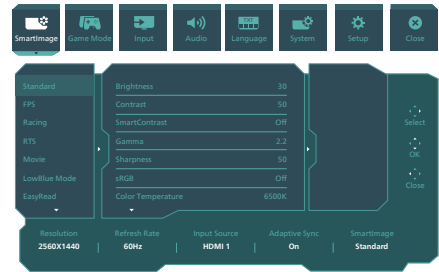 TXT
SmartImage Game Mode Input Audio Language System Setup Close
Standard
FPS
Racing
RTS
Movie
LowBlue Mode
EasyRead
Brightness 30
Contrast 50
SmartContrast Off
Gamma 2.2
Sharpness 50
sRGB Off
Color Temperature 6500K
Select
OK
Close
Resolution Refresh Rate Input Source Adaptive Sync SmartImage
2560X1440 | 60Hz | HDMI 1 | On | Standard